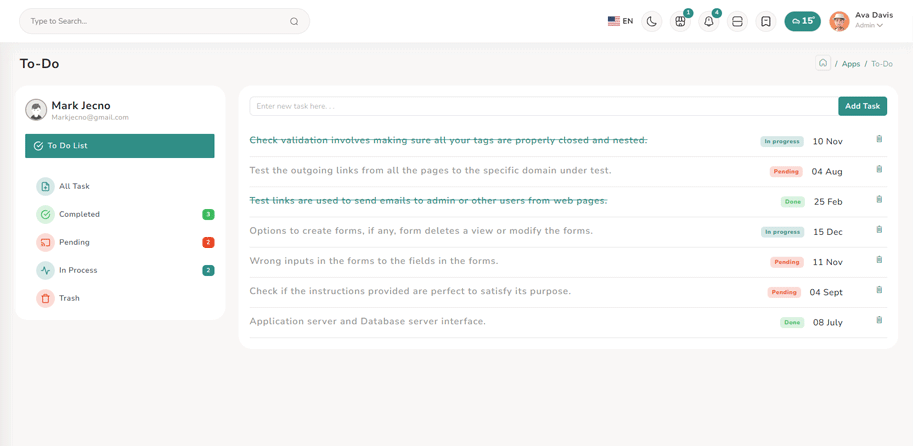 Type to Search...
EN
1
4
15°
Ava Davis
Admin
To-Do
/ Apps / To-Do
Mark Jecno
Markjecno@gmail.com
To Do List
All Task
Completed 3
Pending 2
In Process 2
Trash
Enter new task here. . .
Add Task
Check validation involves making sure all your tags are properly closed and nested. In progress 10 Nov
Test the outgoing links from all the pages to the specific domain under test. Pending 04 Aug
Test links are used to send emails to admin or other users from web pages. Done 25 Feb
Options to create forms, if any, form deletes a view or modify the forms. In progress 15 Dec
Wrong inputs in the forms to the fields in the forms. Pending 11 Nov
Check if the instructions provided are perfect to satisfy its purpose. Pending 04 Sept
Application server and Database server interface. Done 08 July